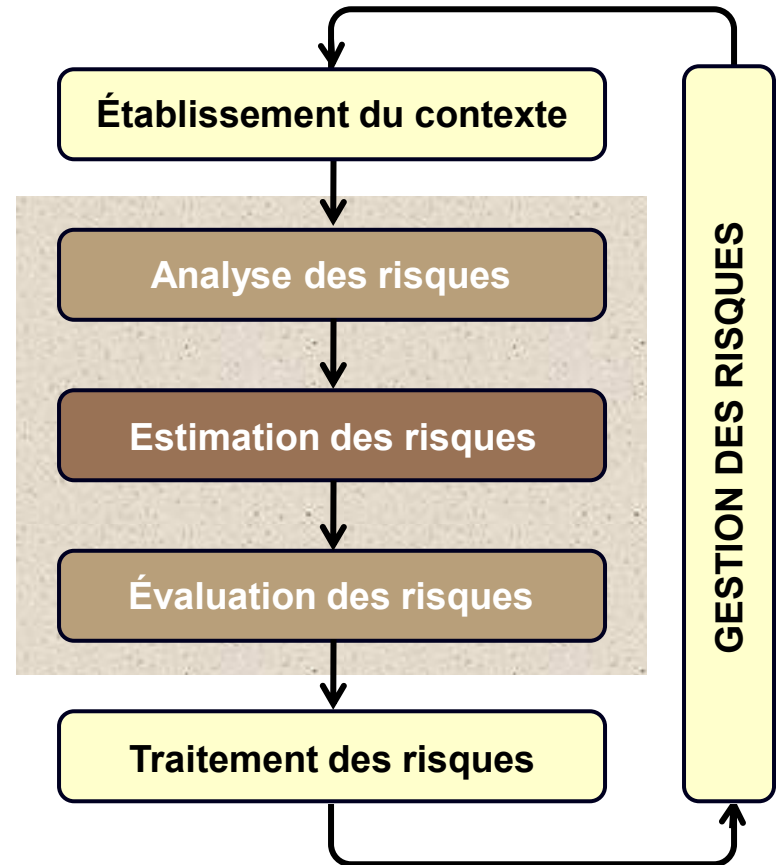 Établissement du contexte
Analyse des risques
Estimation des risques
Évaluation des risques
Traitement des risques
GESTION DES RISQUES